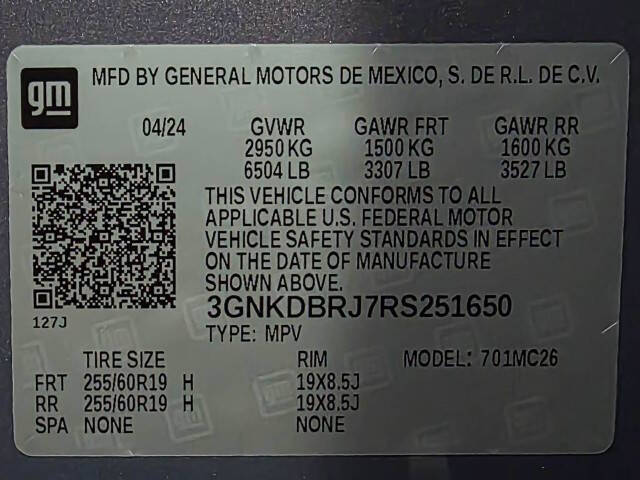 gm MFD BY GENERAL MOTORS DE MEXICO, S. DE R.L. DE C.V.
04/24 GVWR GAWR FRT GAWR RR
2950 KG 1500 KG 1600 KG
6504 LB 3307 LB 3527 LB
THIS VEHICLE CONFORMS TO ALL
APPLICABLE U.S. FEDERAL MOTOR
VEHICLE SAFETY STANDARDS IN EFFECT
ON THE DATE OF MANUFACTURE
SHOWN ABOVE.
3GNKDBRJ7RS251650
127J
TYPE: MPV
TIRE SIZE RIM MODEL: 701MC26
FRT 255/60R19 H 19X8.5J
RR 255/60R19 H 19X8.5J
SPA NONE NONE